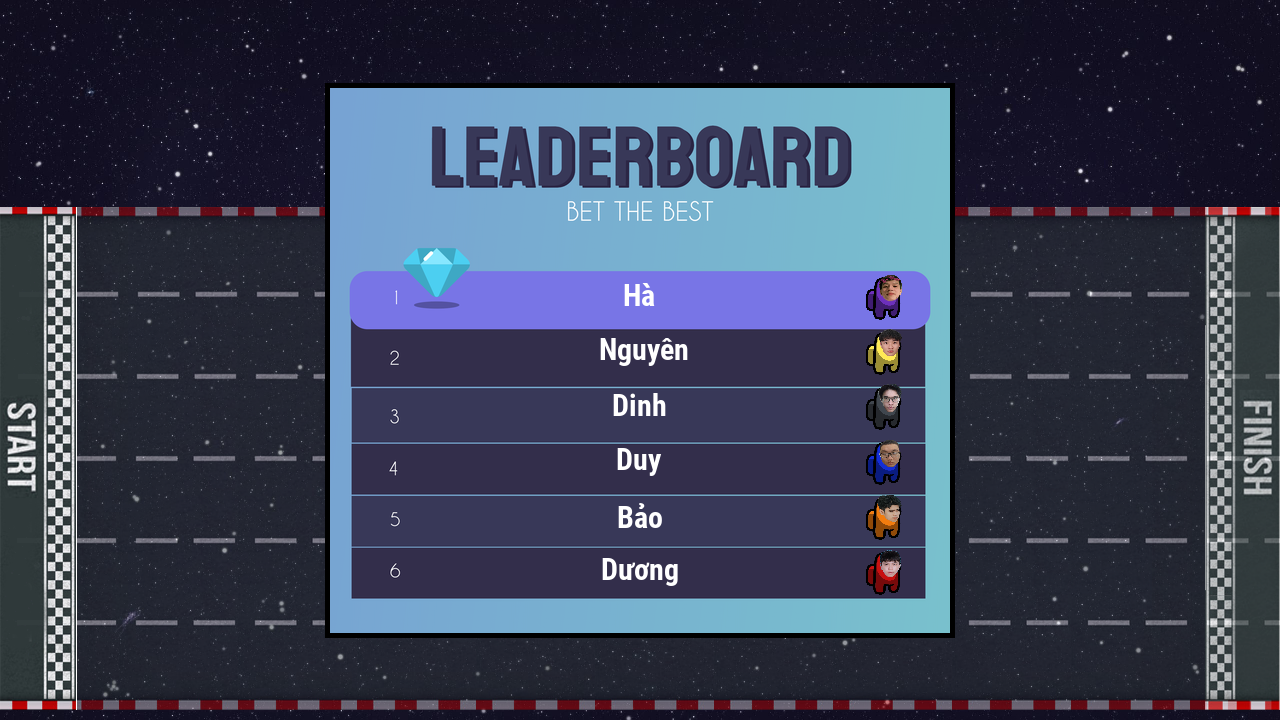 LEADERBOARD
BET THE BEST
1 Hà
2 Nguyên
3 Dinh
4 Duy
5 Bảo
6 Dương
START
FINISH